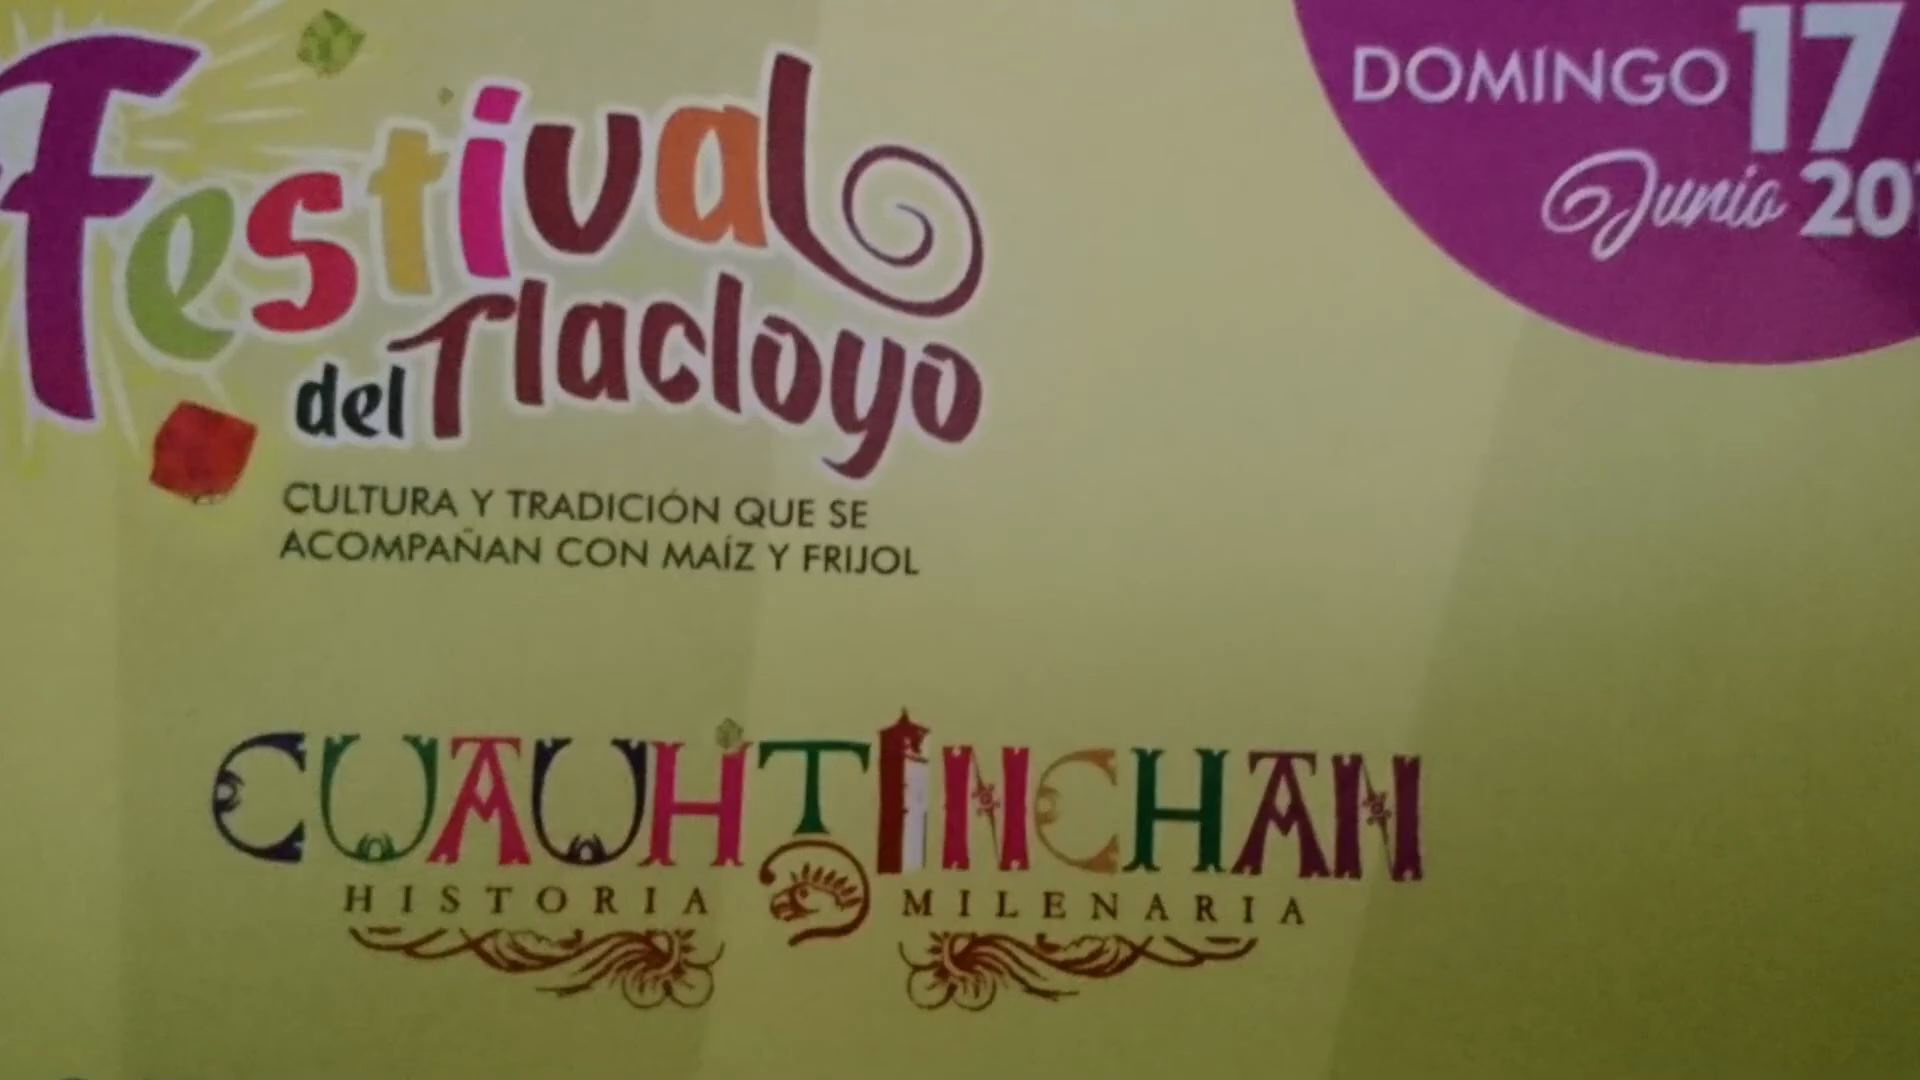 Festival
del Tlacloyo
CULTURA Y TRADICIÓN QUE SE
ACOMPAÑAN CON MAÍZ Y FRIJOL
DOMINGO 17
Junio
CUAUHTINCHAN
HISTORIA MILENARIA